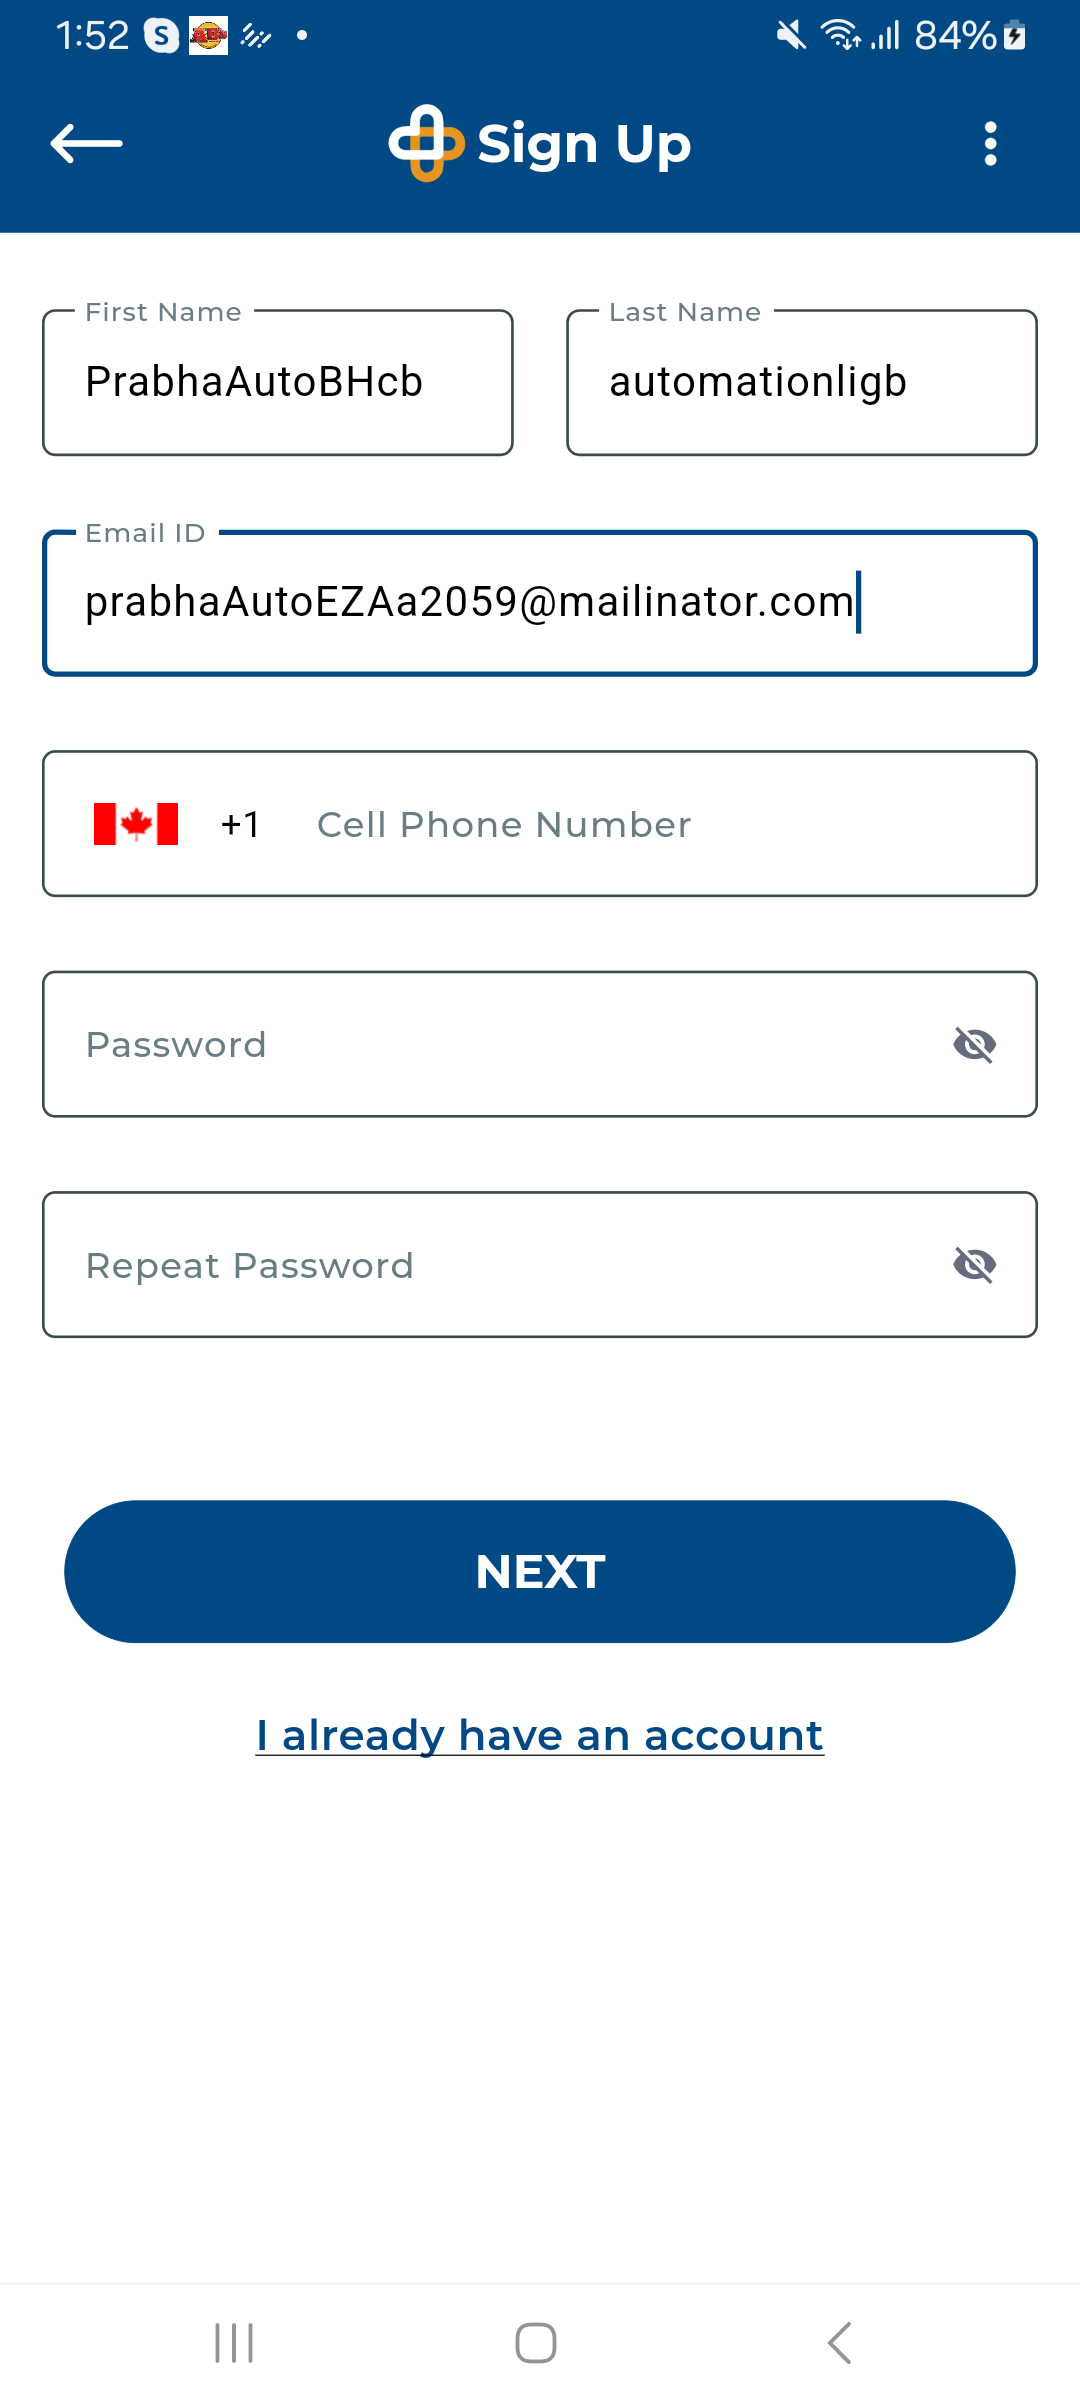 1:52
84%
Sign Up
First Name
Last Name
PrabhaAutoBHcb
automationligb
Email ID
prabhaAutoEZAa2059@mailinator.com
+1 Cell Phone Number
Password
Repeat Password
NEXT
I already have an account